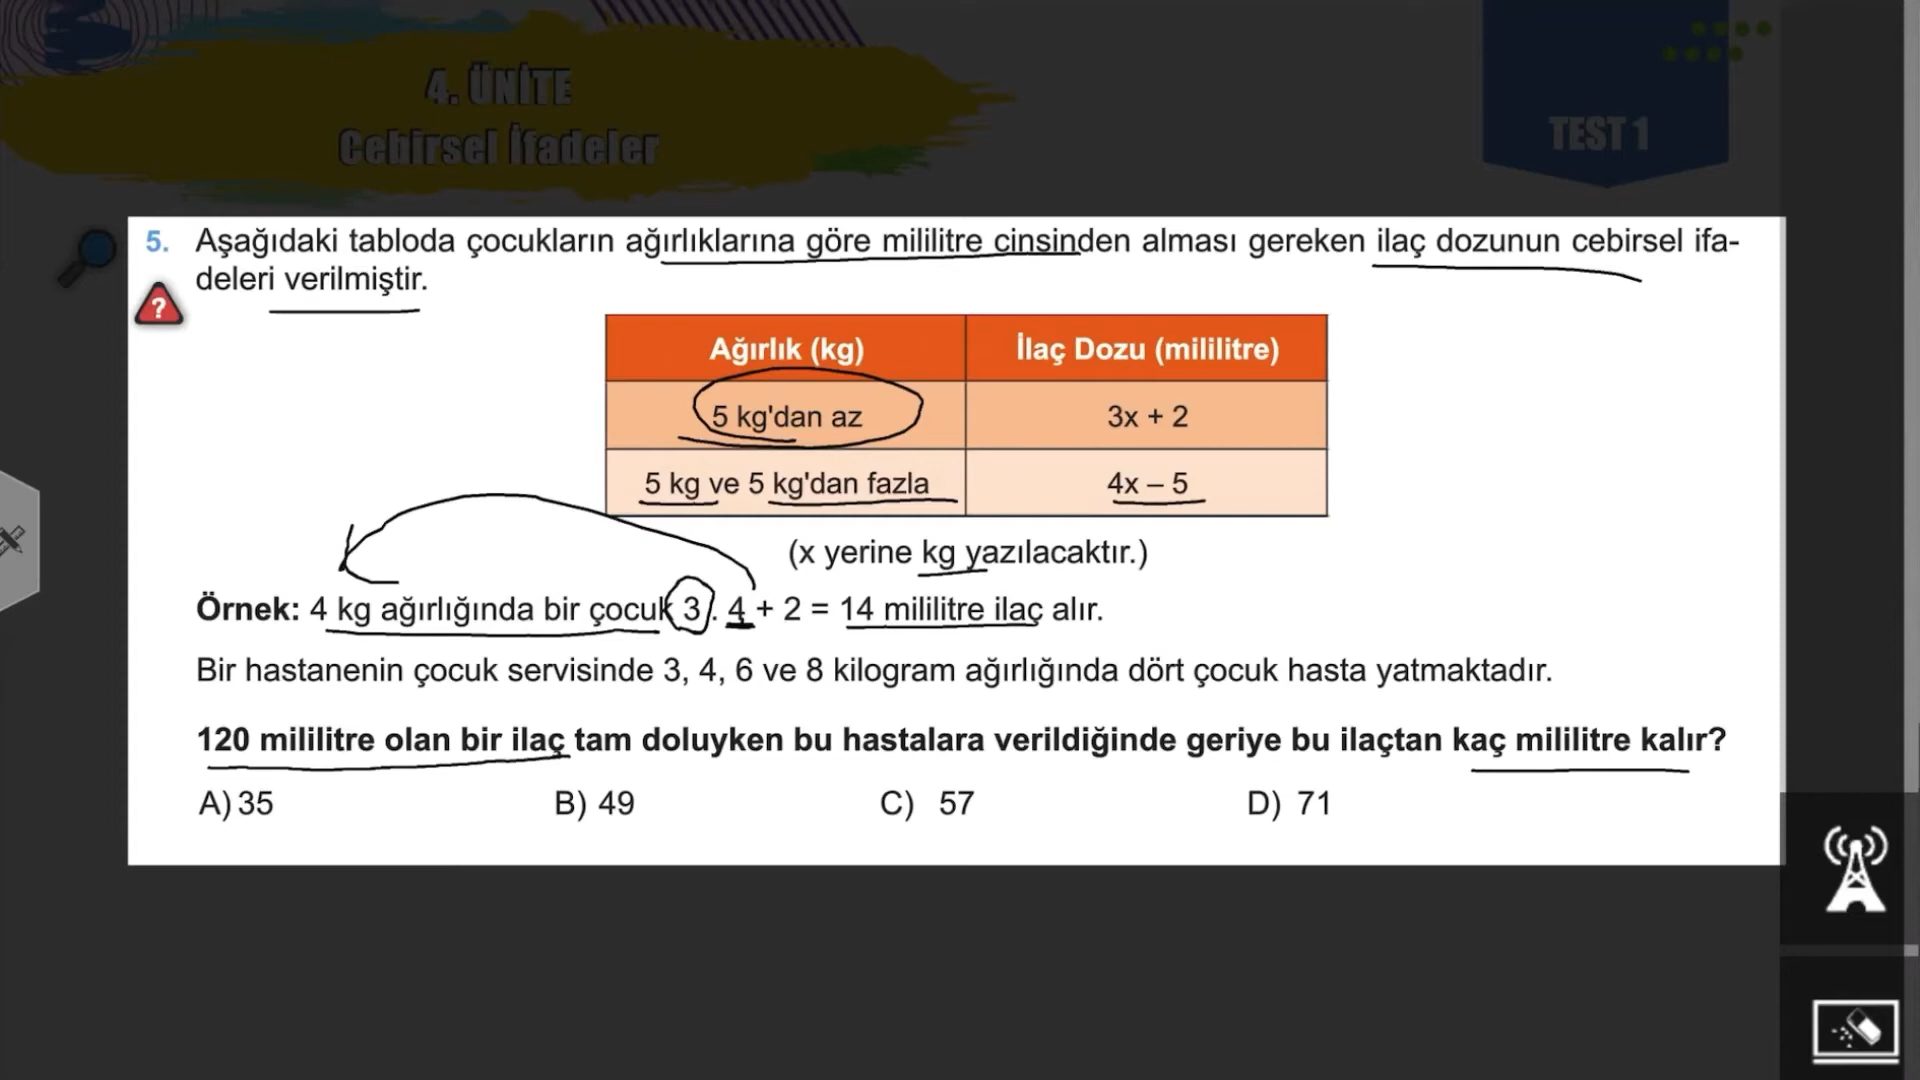 4. ÜNİTE
Cebirsel İfadeler
TEST 1
5. Aşağıdaki tabloda çocukların ağırlıklarına göre mililitre cinsinden alması gereken ilaç dozunun cebirsel ifa-
deleri verilmiştir.
?
Ağırlık (kg) İlaç Dozu (mililitre)
5 kg'dan az 3x + 2
5 kg ve 5 kg'dan fazla 4x – 5
(x yerine kg yazılacaktır.)
Örnek: 4 kg ağırlığında bir çocuk 3 . 4 + 2 = 14 mililitre ilaç alır.
Bir hastanenin çocuk servisinde 3, 4, 6 ve 8 kilogram ağırlığında dört çocuk hasta yatmaktadır.
120 mililitre olan bir ilaç tam doluyken bu hastalara verildiğinde geriye bu ilaçtan kaç mililitre kalır?
A) 35 B) 49 C) 57 D) 71